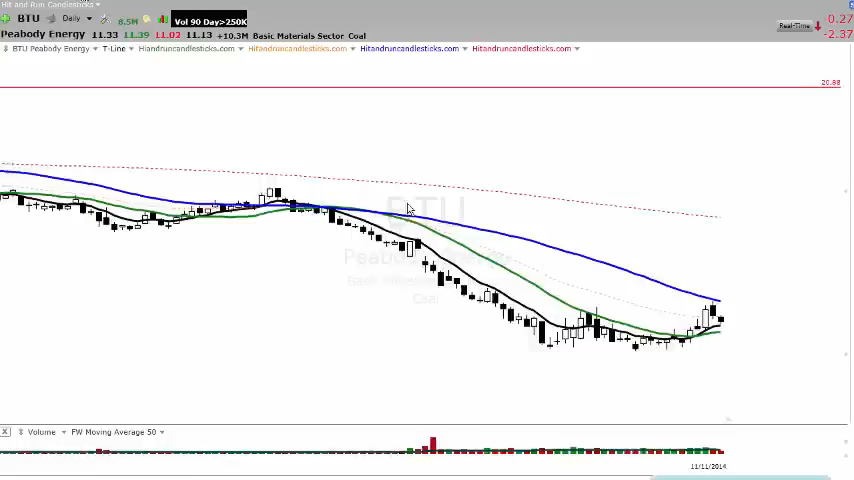 Hit and Run Candlesticks
BTU Daily 8.5M Vol 90 Day>250K Real-Time 0.27
-2.37
Peabody Energy 11.33 11.39 11.02 11.13 +10.3M Basic Materials Sector Coal
BTU Peabody Energy T-Line Hiandruncandlesticks.com Hitandruncandlesticks.com Hitandruncandlesticks.com Hitandruncandlesticks.com
20.88
BTU
Peabody Energy
Coal
X Volume FW Moving Average 50
11/11/2014